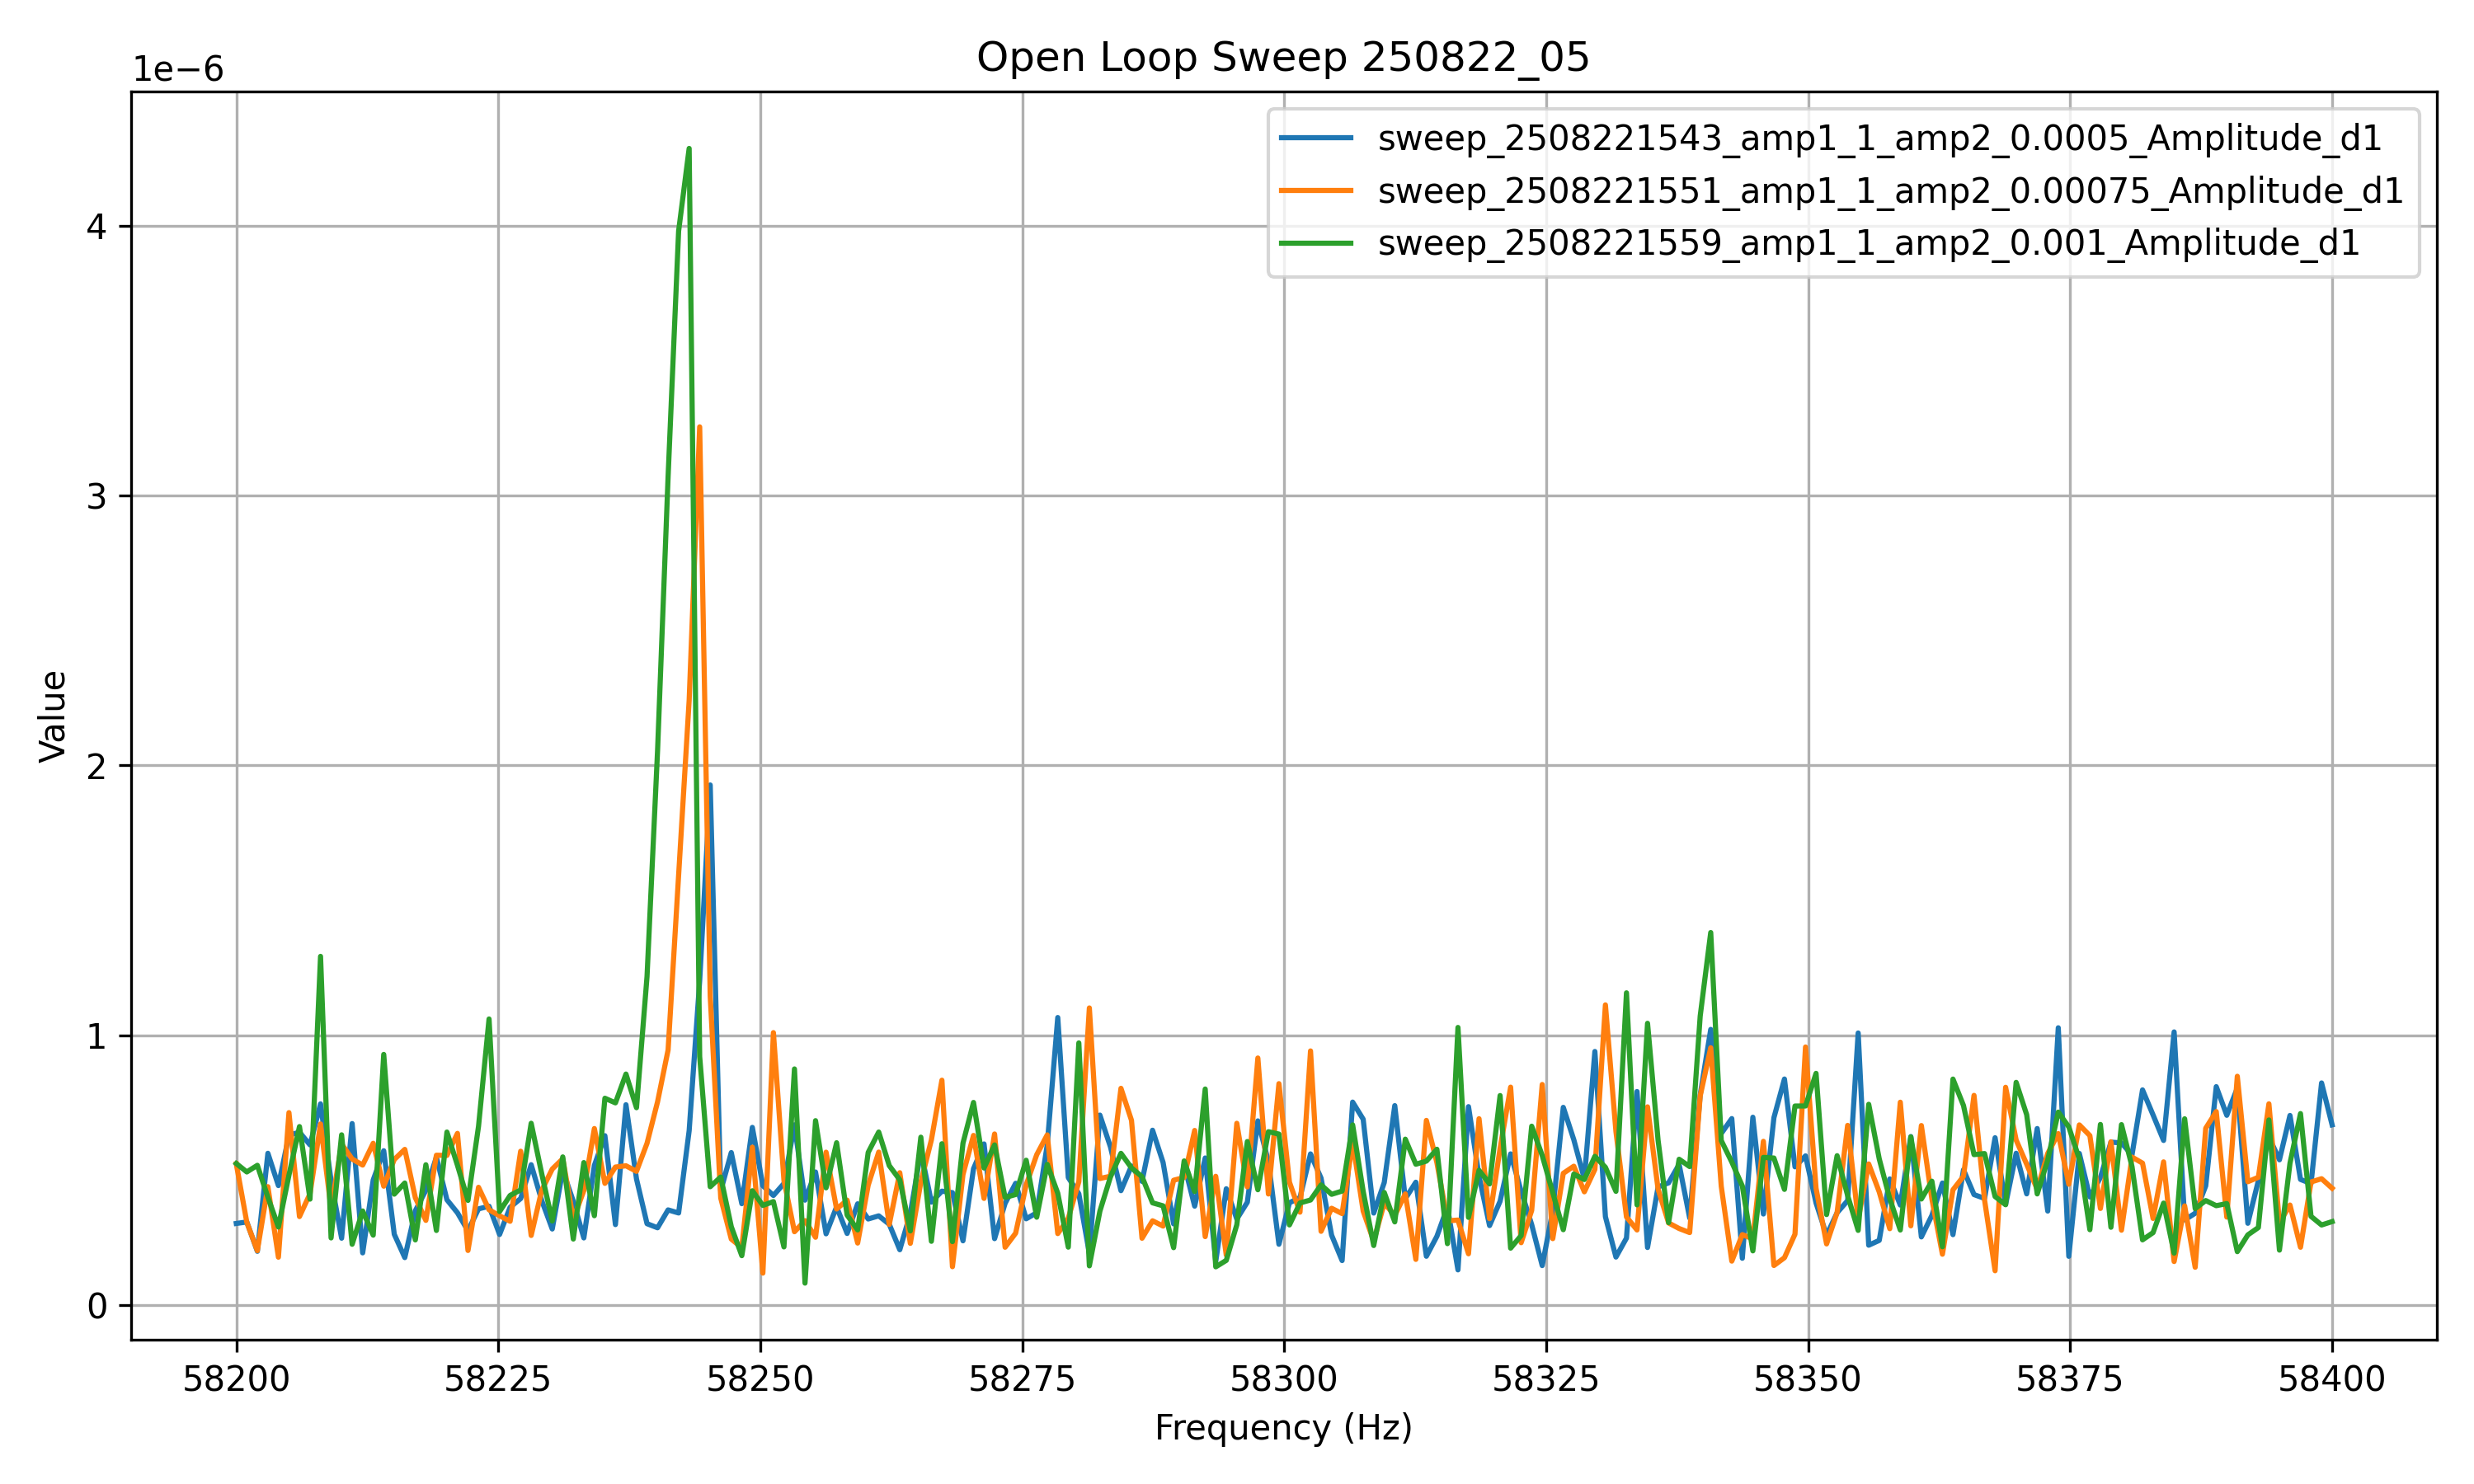 Open Loop Sweep 250822_05
1e−6
sweep_2508221543_amp1_1_amp2_0.0005_Amplitude_d1
sweep_2508221551_amp1_1_amp2_0.00075_Amplitude_d1
sweep_2508221559_amp1_1_amp2_0.001_Amplitude_d1
4
3
2
1
0
Value
58200 58225 58250 58275 58300 58325 58350 58375 58400
Frequency (Hz)